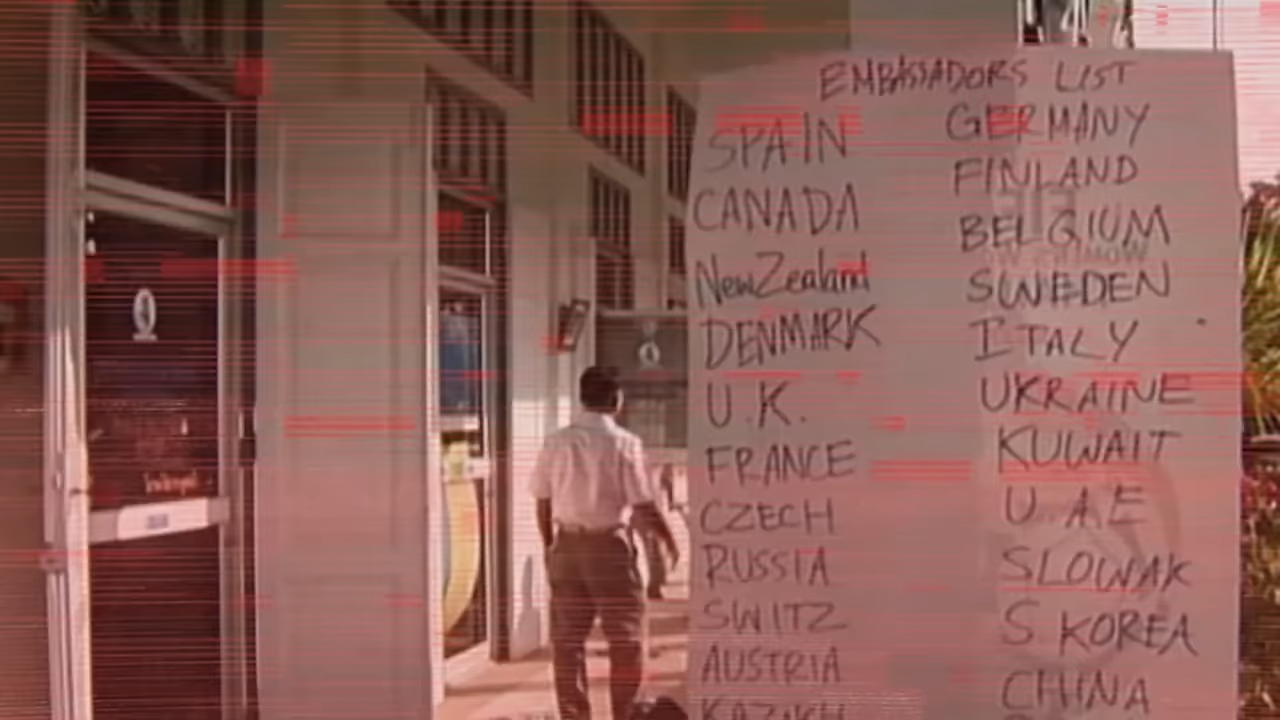 EMBASSADORS LIST
SPAIN
CANADA
NewZealand
DENMARK
U.K.
FRANCE
CZECH
RUSSIA
SWITZ
AUSTRIA
GERMANY
FINLAND
BELGIUM
SWEDEN
ITALY
UKRAINE
KUWAIT
U.A.E
SLOWAK
S KOREA
CHINA